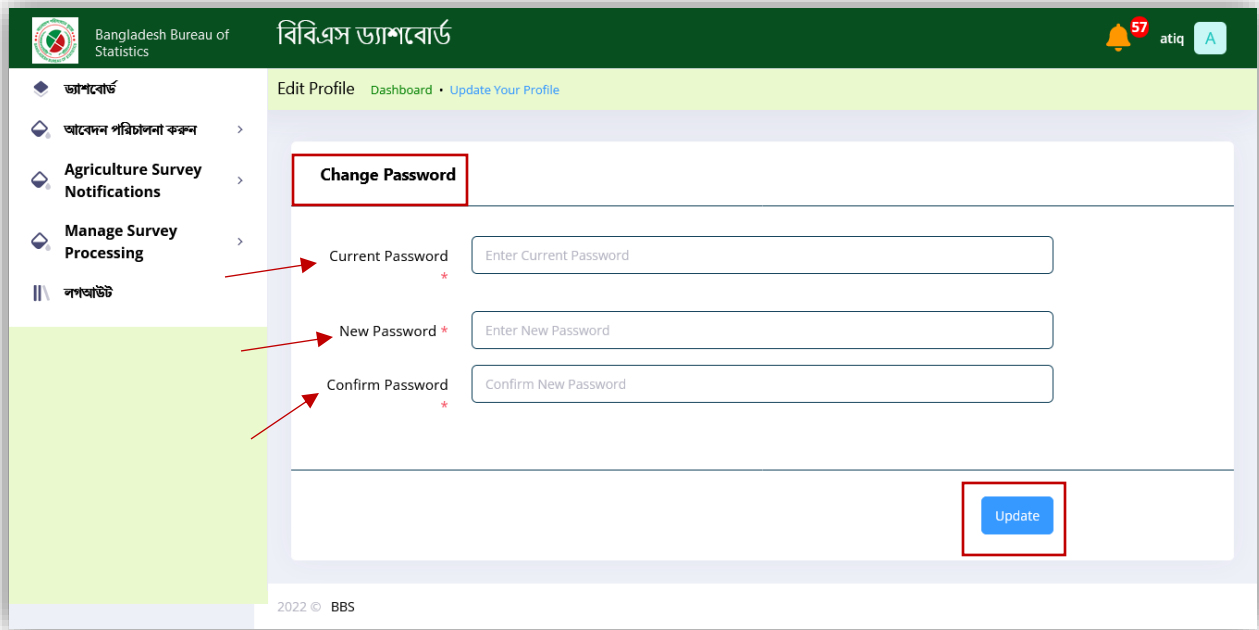 Bangladesh Bureau of
Statistics
বিবিএস ড্যাশবোর্ড
57
atiq
A
ড্যাশবোর্ড
আবেদন পরিচালনা করুন
Agriculture Survey
Notifications
Manage Survey
Processing
লগআউট
Edit Profile Dashboard • Update Your Profile
Change Password
Current Password * Enter Current Password
New Password * Enter New Password
Confirm Password * Confirm New Password
Update
2022 © BBS